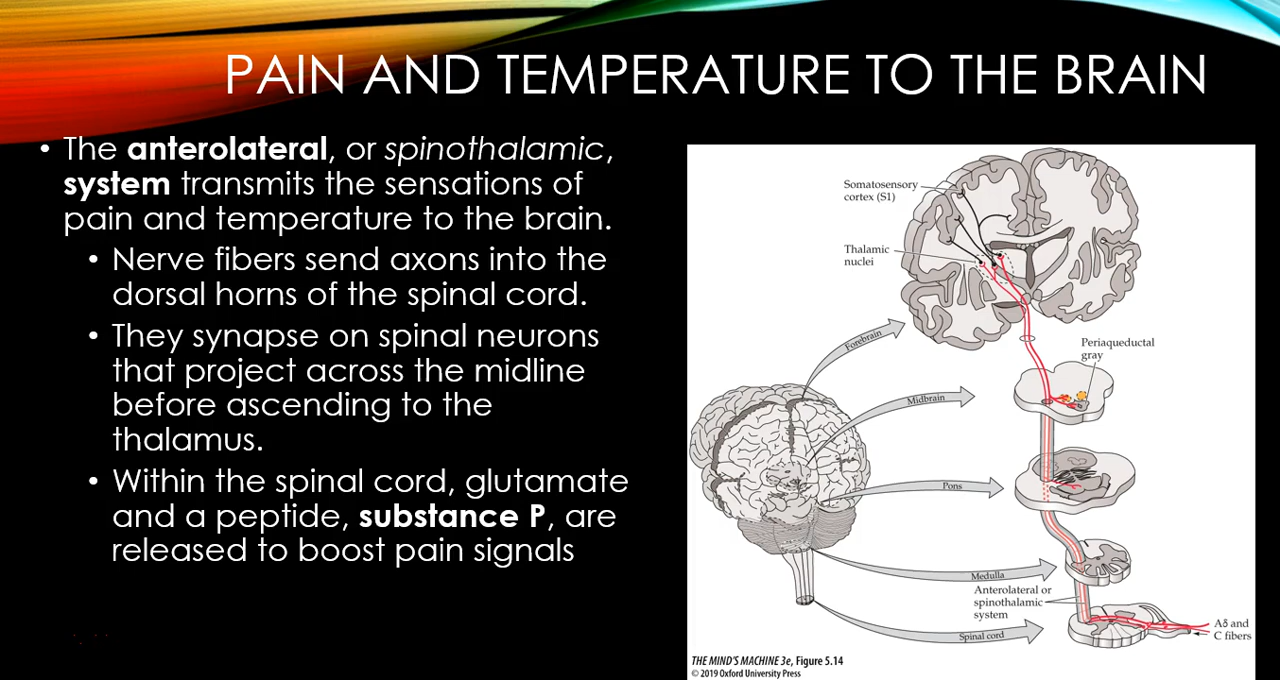 PAIN AND TEMPERATURE TO THE BRAIN
• The anterolateral, or spinothalamic,
system transmits the sensations of
pain and temperature to the brain.
• Nerve fibers send axons into the
dorsal horns of the spinal cord.
• They synapse on spinal neurons
that project across the midline
before ascending to the
thalamus.
• Within the spinal cord, glutamate
and a peptide, substance P, are
released to boost pain signals
Somatosensory
cortex (S1)
Thalamic
nuclei
Forebrain
Periaqueductal
gray
Midbrain
Pons
Medulla
Anterolateral or
spinothalamic
system
Spinal cord
Aδ and
C fibers
THE MIND'S MACHINE 3e, Figure 5.14
© 2019 Oxford University Press